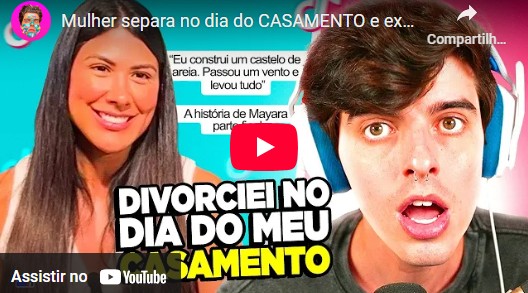 Mulher separa no dia do CASAMENTO e ex...
Compartilh...
"Eu construi um castelo de
areia. Passou um vento e
levou tudo"
A história de Mayara
DIVORCIEI NO
DIA DO MEU
CASAMENTO
Assistir no YouTube